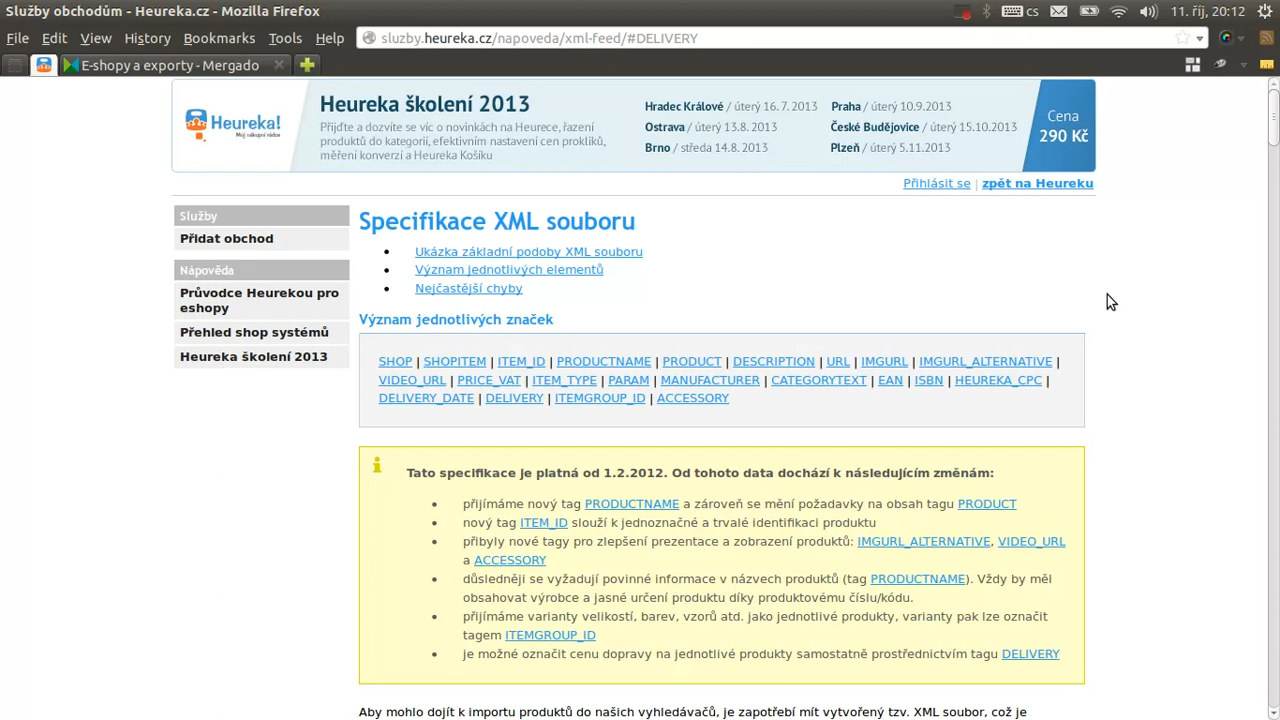 Služby obchodům - Heureka.cz - Mozilla Firefox
cs
11. říj, 20:12
File Edit View History Bookmarks Tools Help
sluzby.heureka.cz/napoveda/xml-feed/#DELIVERY
E-shopy a exporty - Mergado
Heureka!
Můj nákupní rádce
Heureka školení 2013
Přijďte a dozvíte se víc o novinkách na Heurece, řazení
produktů do kategorií, efektivním nastavení cen prokliků,
měření konverzí a Heureka Košíku
Hradec Králové / úterý 16.7.2013
Ostrava / úterý 13.8.2013
Brno / středa 14.8.2013
Praha / úterý 10.9.2013
České Budějovice / úterý 15.10.2013
Plzeň / úterý 5.11.2013
Cena
290 Kč
Přihlásit se | zpět na Heureku
Služby
Přidat obchod
Nápověda
Průvodce Heurekou pro
eshopy
Přehled shop systémů
Heureka školení 2013
Specifikace XML souboru
Ukázka základní podoby XML souboru
Význam jednotlivých elementů
Nejčastější chyby
Význam jednotlivých značek
SHOP | SHOPITEM | ITEM_ID | PRODUCTNAME | PRODUCT | DESCRIPTION | URL | IMGURL | IMGURL_ALTERNATIVE |
VIDEO_URL | PRICE_VAT | ITEM_TYPE | PARAM | MANUFACTURER | CATEGORYTEXT | EAN | ISBN | HEUREKA_CPC |
DELIVERY_DATE | DELIVERY | ITEMGROUP_ID | ACCESSORY
Tato specifikace je platná od 1.2.2012. Od tohoto data dochází k následujícím změnám:
přijímáme nový tag PRODUCTNAME a zároveň se mění požadavky na obsah tagu PRODUCT
nový tag ITEM_ID slouží k jednoznačné a trvalé identifikaci produktu
přibyly nové tagy pro zlepšení prezentace a zobrazení produktů: IMGURL_ALTERNATIVE, VIDEO_URL
a ACCESSORY
důsledněji se vyžadují povinné informace v názvech produktů (tag PRODUCTNAME). Vždy by měl
obsahovat výrobce a jasné určení produktu díky produktovému číslu/kódu.
přijímáme varianty velikostí, barev, vzorů atd. jako jednotlivé produkty, varianty pak lze označit
tagem ITEMGROUP_ID
je možné označit cenu dopravy na jednotlivé produkty samostatně prostřednictvím tagu DELIVERY
Aby mohlo dojít k importu produktů do našich vyhledávačů, je zapotřebí mít vytvořený tzv. XML soubor, což je